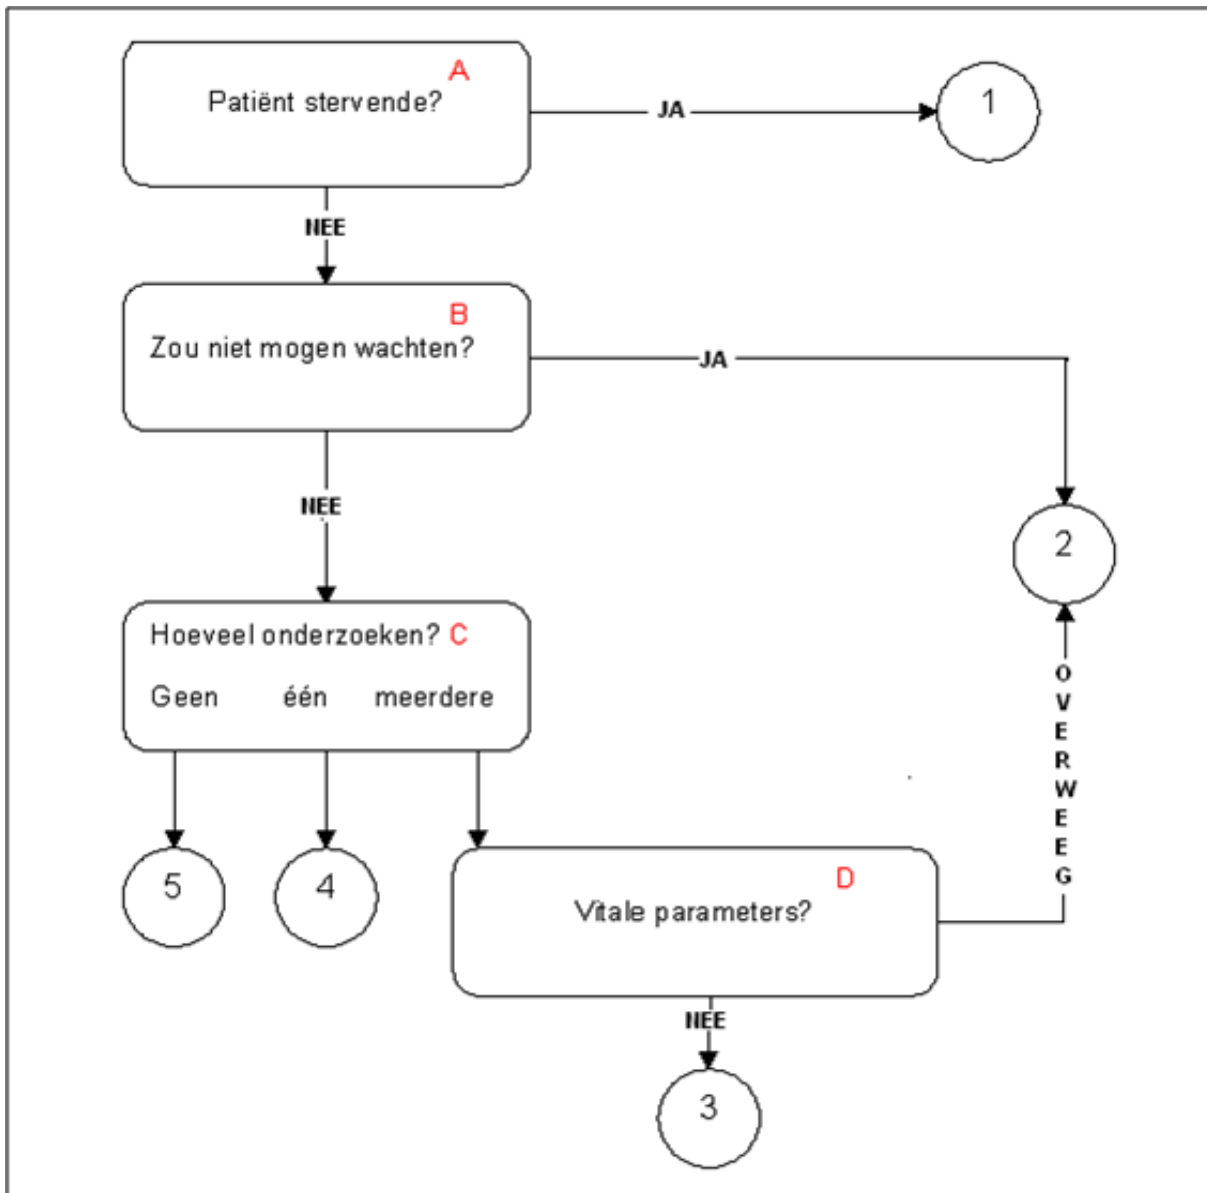 A
Patiënt stervende?
JA
1
NEE
B
Zou niet mogen wachten?
JA
NEE
2
Hoeveel onderzoeken? C
Geen één meerdere
OVERWEEG
5
4
D
Vitale parameters?
NEE
3